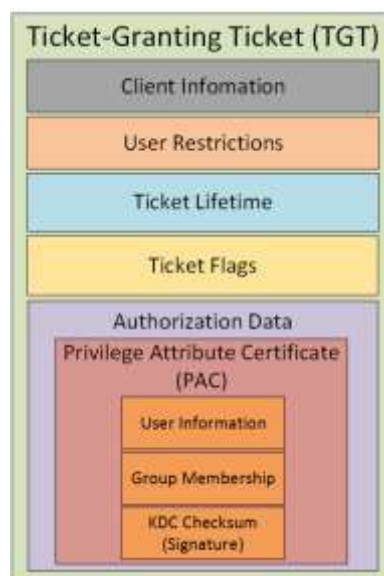 Ticket-Granting Ticket (TGT)
Client Infomation
User Restrictions
Ticket Lifetime
Ticket Flags
Authorization Data
Privilege Attribute Certificate
(PAC)
User Information
Group Membership
KDC Checksum
(Signature)